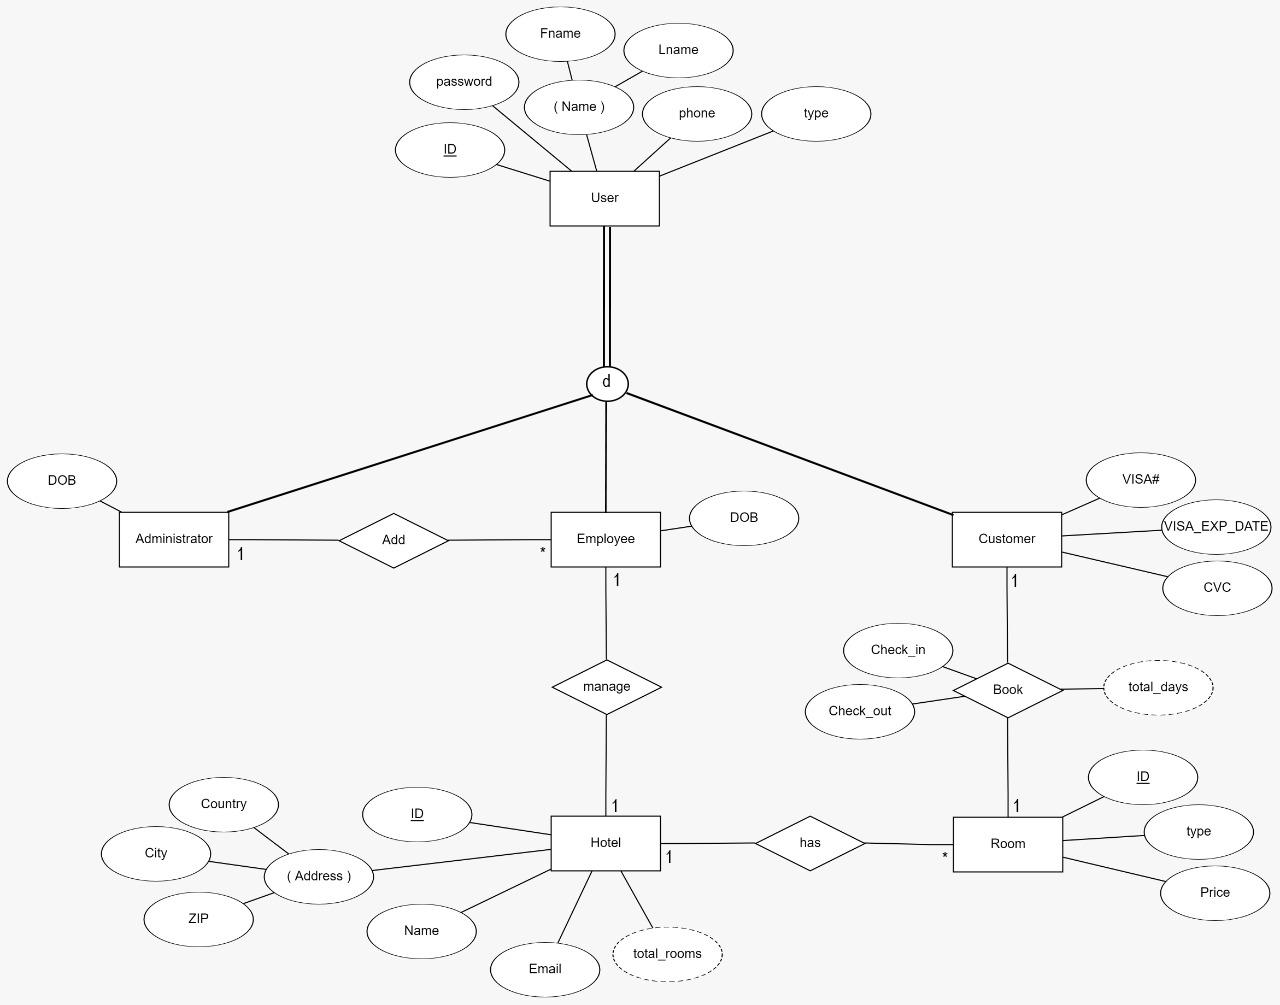 Fname
Lname
password
( Name )
phone
type
ID
User
d
DOB
VISA#
DOB
VISA_EXP_DATE
Administrator
1
Add
*
Employee
Customer
1
1
CVC
Check_in
manage
Book
total_days
Check_out
ID
Country
1
1
ID
type
City
Hotel
1
has
*
Room
( Address )
Price
ZIP
Name
Email
total_rooms